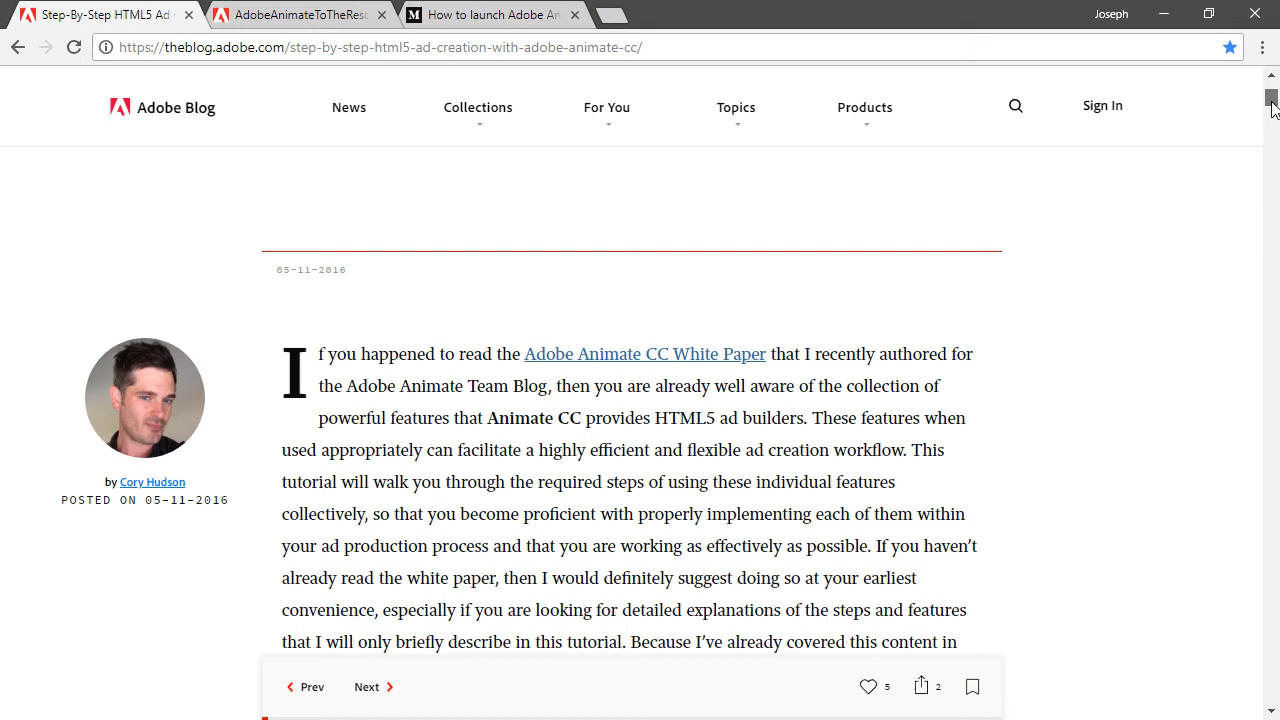 Step-By-Step HTML5 Ad
AdobeAnimateToTheResc
How to launch Adobe An
Joseph
https://theblog.adobe.com/step-by-step-html5-ad-creation-with-adobe-animate-cc/
Adobe Blog
News
Collections
For You
Topics
Products
Sign In
05-11-2016
If you happened to read the Adobe Animate CC White Paper that I recently authored for
the Adobe Animate Team Blog, then you are already well aware of the collection of
powerful features that Animate CC provides HTML5 ad builders. These features when
used appropriately can facilitate a highly efficient and flexible ad creation workflow. This
tutorial will walk you through the required steps of using these individual features
collectively, so that you become proficient with properly implementing each of them within
your ad production process and that you are working as effectively as possible. If you haven't
already read the white paper, then I would definitely suggest doing so at your earliest
convenience, especially if you are looking for detailed explanations of the steps and features
that I will only briefly describe in this tutorial. Because I've already covered this content in
by Cory Hudson
POSTED ON 05-11-2016
Prev
Next
5
2